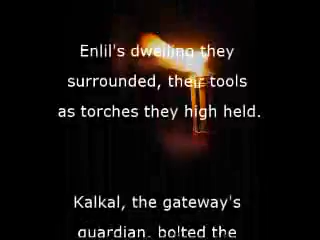 Enlil's dwelling they
surrounded, their tools
as torches they high held.
Kalkal, the gateway's
guardian, bolted the